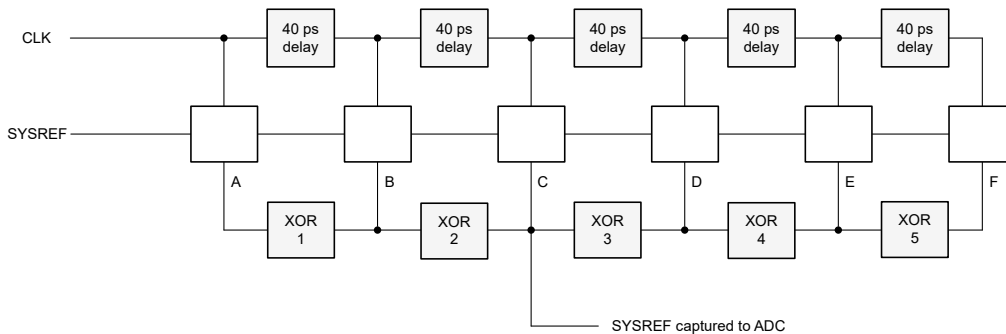 40 ps
delay
40 ps
delay
40 ps
delay
40 ps
delay
40 ps
delay
CLK
SYSREF
A
B
C
D
E
F
XOR
1
XOR
2
XOR
3
XOR
4
XOR
5
SYSREF captured to ADC